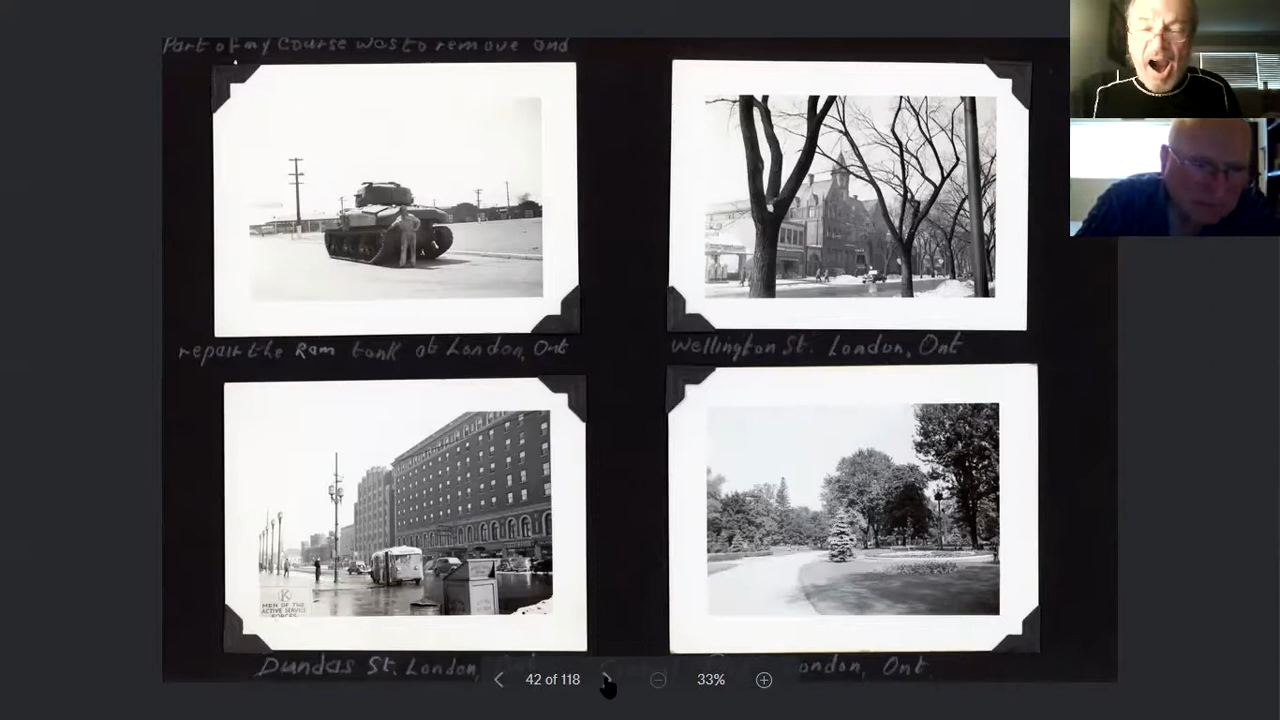 Part of my course was to remove and
repair the Ram tank at London, Ont
Wellington St. London, Ont
K
MEN OF THE
ACTIVE SERVICE
FORCES
Dundas St. London,
London, Ont.
42 of 118
33%